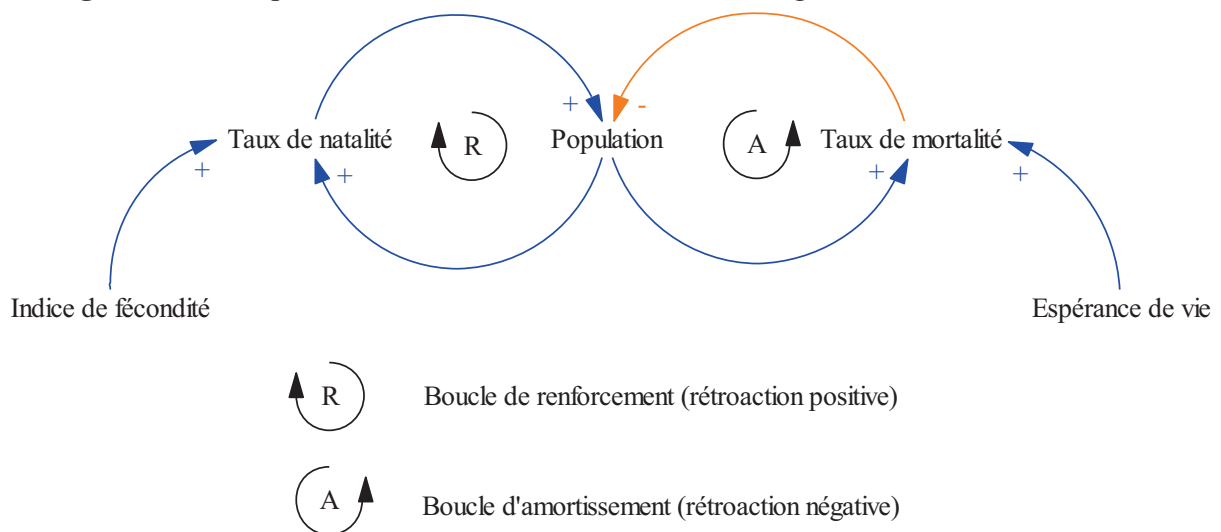 + -
Taux de natalité R Population A Taux de mortalité
+ + + +
Indice de fécondité Espérance de vie
R Boucle de renforcement (rétroaction positive)
A Boucle d'amortissement (rétroaction négative)